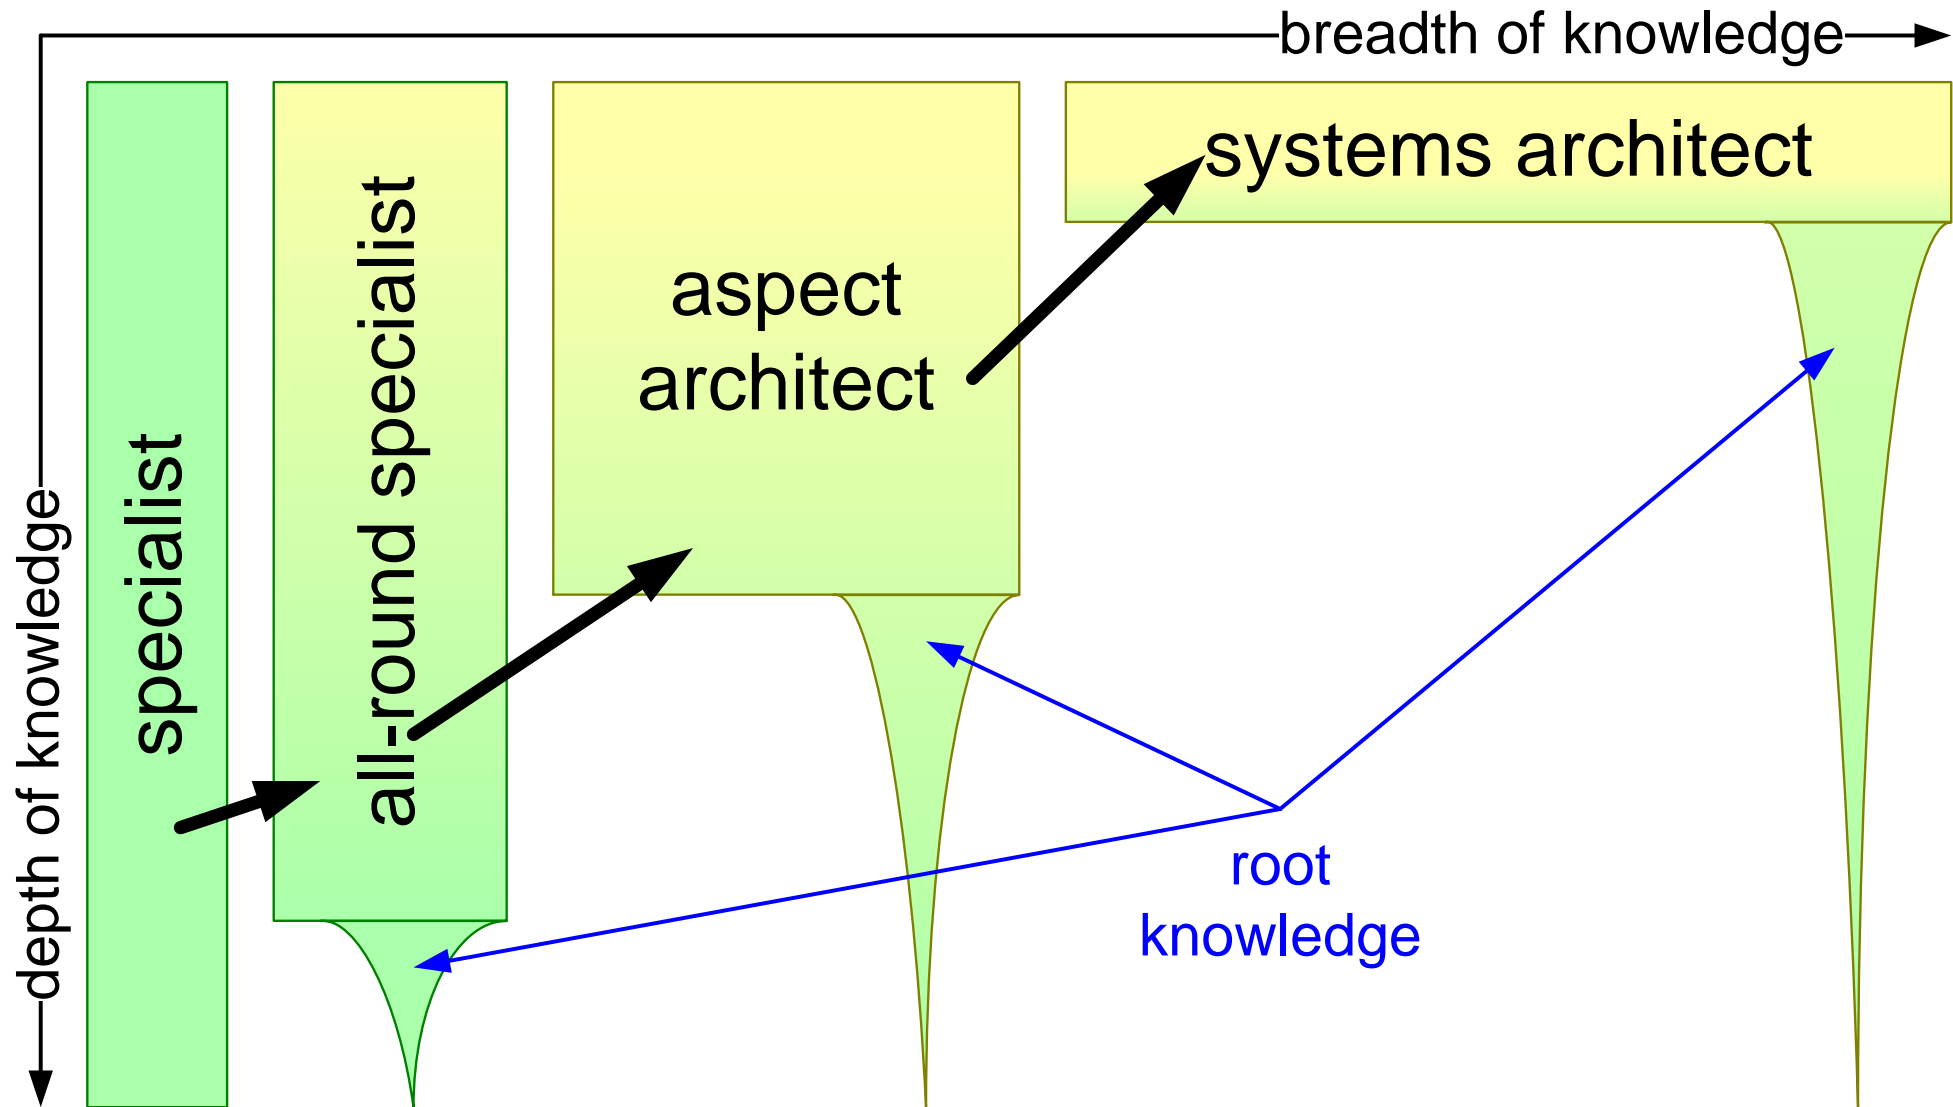 breadth of knowledge
depth of knowledge
specialist
all-round specialist
aspect
architect
systems architect
root
knowledge